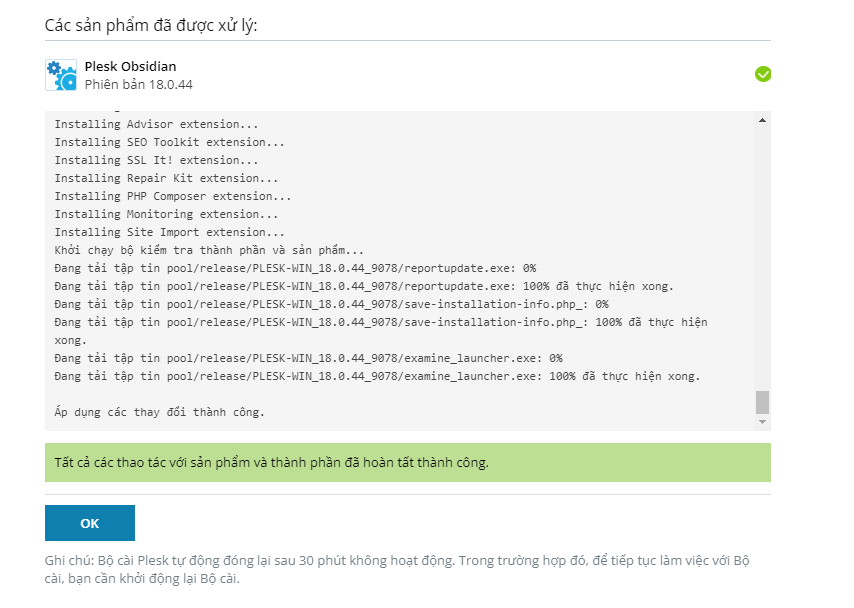 Các sản phẩm đã được xử lý:
Plesk Obsidian
Phiên bản 18.0.44
Installing Advisor extension...
Installing SEO Toolkit extension...
Installing SSL It! extension...
Installing Repair Kit extension...
Installing PHP Composer extension...
Installing Monitoring extension...
Installing Site Import extension...
Khởi chạy bộ kiểm tra thành phần và sản phẩm...
Đang tải tập tin pool/release/PLESK-WIN_18.0.44_9078/reportupdate.exe: 0%
Đang tải tập tin pool/release/PLESK-WIN_18.0.44_9078/reportupdate.exe: 100% đã thực hiện xong.
Đang tải tập tin pool/release/PLESK-WIN_18.0.44_9078/save-installation-info.php_: 0%
Đang tải tập tin pool/release/PLESK-WIN_18.0.44_9078/save-installation-info.php_: 100% đã thực hiện
xong.
Đang tải tập tin pool/release/PLESK-WIN_18.0.44_9078/examine_launcher.exe: 0%
Đang tải tập tin pool/release/PLESK-WIN_18.0.44_9078/examine_launcher.exe: 100% đã thực hiện xong.
Áp dụng các thay đổi thành công.
Tất cả các thao tác với sản phẩm và thành phần đã hoàn tất thành công.
OK
Ghi chú: Bộ cài Plesk tự động đóng lại sau 30 phút không hoạt động. Trong trường hợp đó, để tiếp tục làm việc với Bộ
cài, bạn cần khởi động lại Bộ cài.